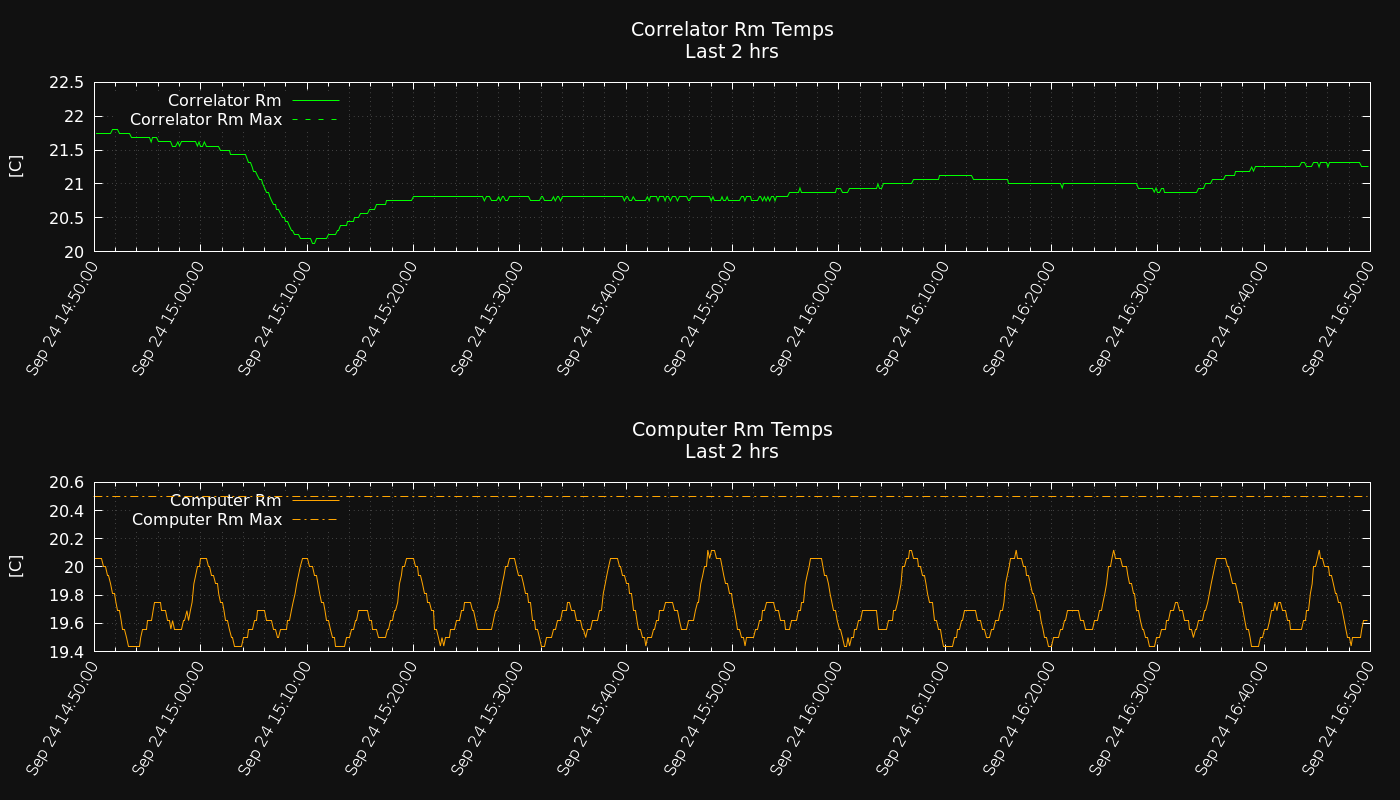 Correlator Rm Temps
Last 2 hrs
22.5
22
21.5
21
20.5
20
[C]
Correlator Rm
Correlator Rm Max
Sep 24 14:50:00
Sep 24 15:00:00
Sep 24 15:10:00
Sep 24 15:20:00
Sep 24 15:30:00
Sep 24 15:40:00
Sep 24 15:50:00
Sep 24 16:00:00
Sep 24 16:10:00
Sep 24 16:20:00
Sep 24 16:30:00
Sep 24 16:40:00
Sep 24 16:50:00
Computer Rm Temps
Last 2 hrs
20.6
20.4
20.2
20
19.8
19.6
19.4
[C]
Computer Rm
Computer Rm Max
Sep 24 14:50:00
Sep 24 15:00:00
Sep 24 15:10:00
Sep 24 15:20:00
Sep 24 15:30:00
Sep 24 15:40:00
Sep 24 15:50:00
Sep 24 16:00:00
Sep 24 16:10:00
Sep 24 16:20:00
Sep 24 16:30:00
Sep 24 16:40:00
Sep 24 16:50:00